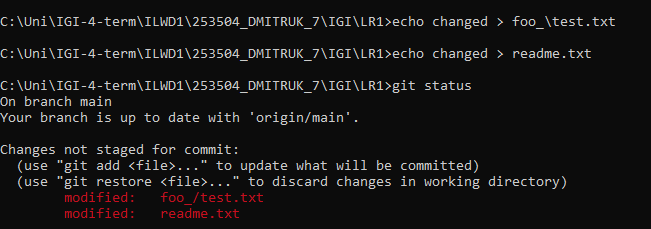 C:\Uni\IGI-4-term\ILWD1\253504_DMITRUK_7\IGI\LR1>echo changed > foo_\test.txt
C:\Uni\IGI-4-term\ILWD1\253504_DMITRUK_7\IGI\LR1>echo changed > readme.txt
C:\Uni\IGI-4-term\ILWD1\253504_DMITRUK_7\IGI\LR1>git status
On branch main
Your branch is up to date with 'origin/main'.
Changes not staged for commit:
  (use "git add <file>..." to update what will be committed)
  (use "git restore <file>..." to discard changes in working directory)
        modified:   foo_/test.txt
        modified:   readme.txt